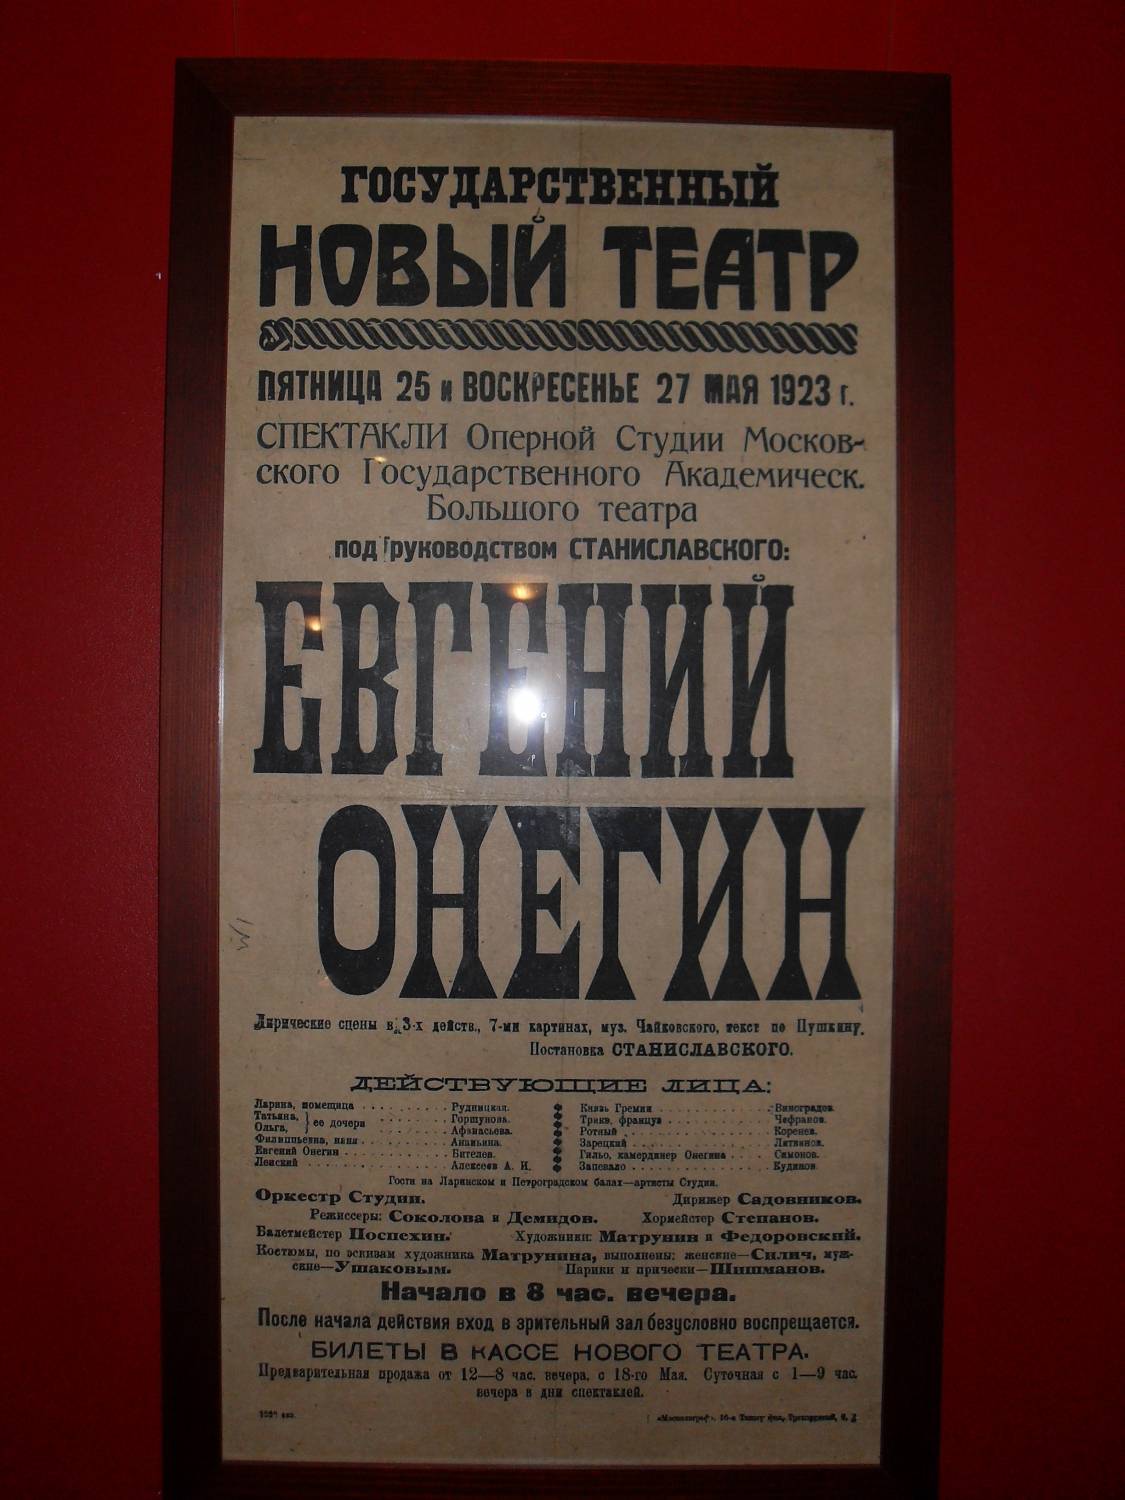 ГОСУДАРСТВЕННЫЙ
НОВЫЙ ТЕАТР
ПЯТНИЦА 25 и ВОСКРЕСЕНЬЕ 27 МАЯ 1923 г.
СПЕКТАКЛИ Оперной Студии Москов-
ского Государственного Академическ.
Большого театра
под руководством СТАНИСЛАВСКОГО:
ЕВГЕНИЙ
ОНЕГИН
Лирические сцены в 3-х действ., 7-ми картинах, муз. Чайковского, текст по Пушкину.
Постановка СТАНИСЛАВСКОГО.
ДЕЙСТВУЮЩИЕ ЛИЦА:
Ларина, помещица . . . . . . . . . Рудницкая.
Татьяна, } ее дочери . . . . . . . Горшунова.
Ольга, . . . . . . . Афанасьева.
Филиппьевна, няня . . . . . . . . . Ананьина.
Евгений Онегин . . . . . . . . . . . Бителев.
Ленский . . . . . . . . . . . . . . . Алексеев А. И.
Князь Гремин . . . . . . . . . . . Виноградов.
Трикэ, француз . . . . . . . . . . Чефранов.
Ротный . . . . . . . . . . . . . . . Коренев.
Зарецкий . . . . . . . . . . . . . . Литвинов.
Гильо, камердинер Онегина . . . . Симонов.
Запевало . . . . . . . . . . . . . . Кудинов.
Гости на Ларинском и Петроградском балах—артисты Студии.
Оркестр Студии. Дирижер Садовников.
Режиссеры: Соколова и Демидов. Хормейстер Степанов.
Балетмейстер Поспехин. Художники: Матрунин и Федоровский.
Костюмы, по эскизам художника Матрунина, выполнены: женские—Силич, муж-
ские—Ушаковым. Парики и прически—Шишманов.
Начало в 8 час. вечера.
После начала действия вход в зрительный зал безусловно воспрещается.
БИЛЕТЫ В КАССЕ НОВОГО ТЕАТРА.
Предварительная продажа от 12—8 час. вечера, с 18-го Мая. Суточная с 1—9 час.
вечера в дни спектаклей.
«Мосполиграф».